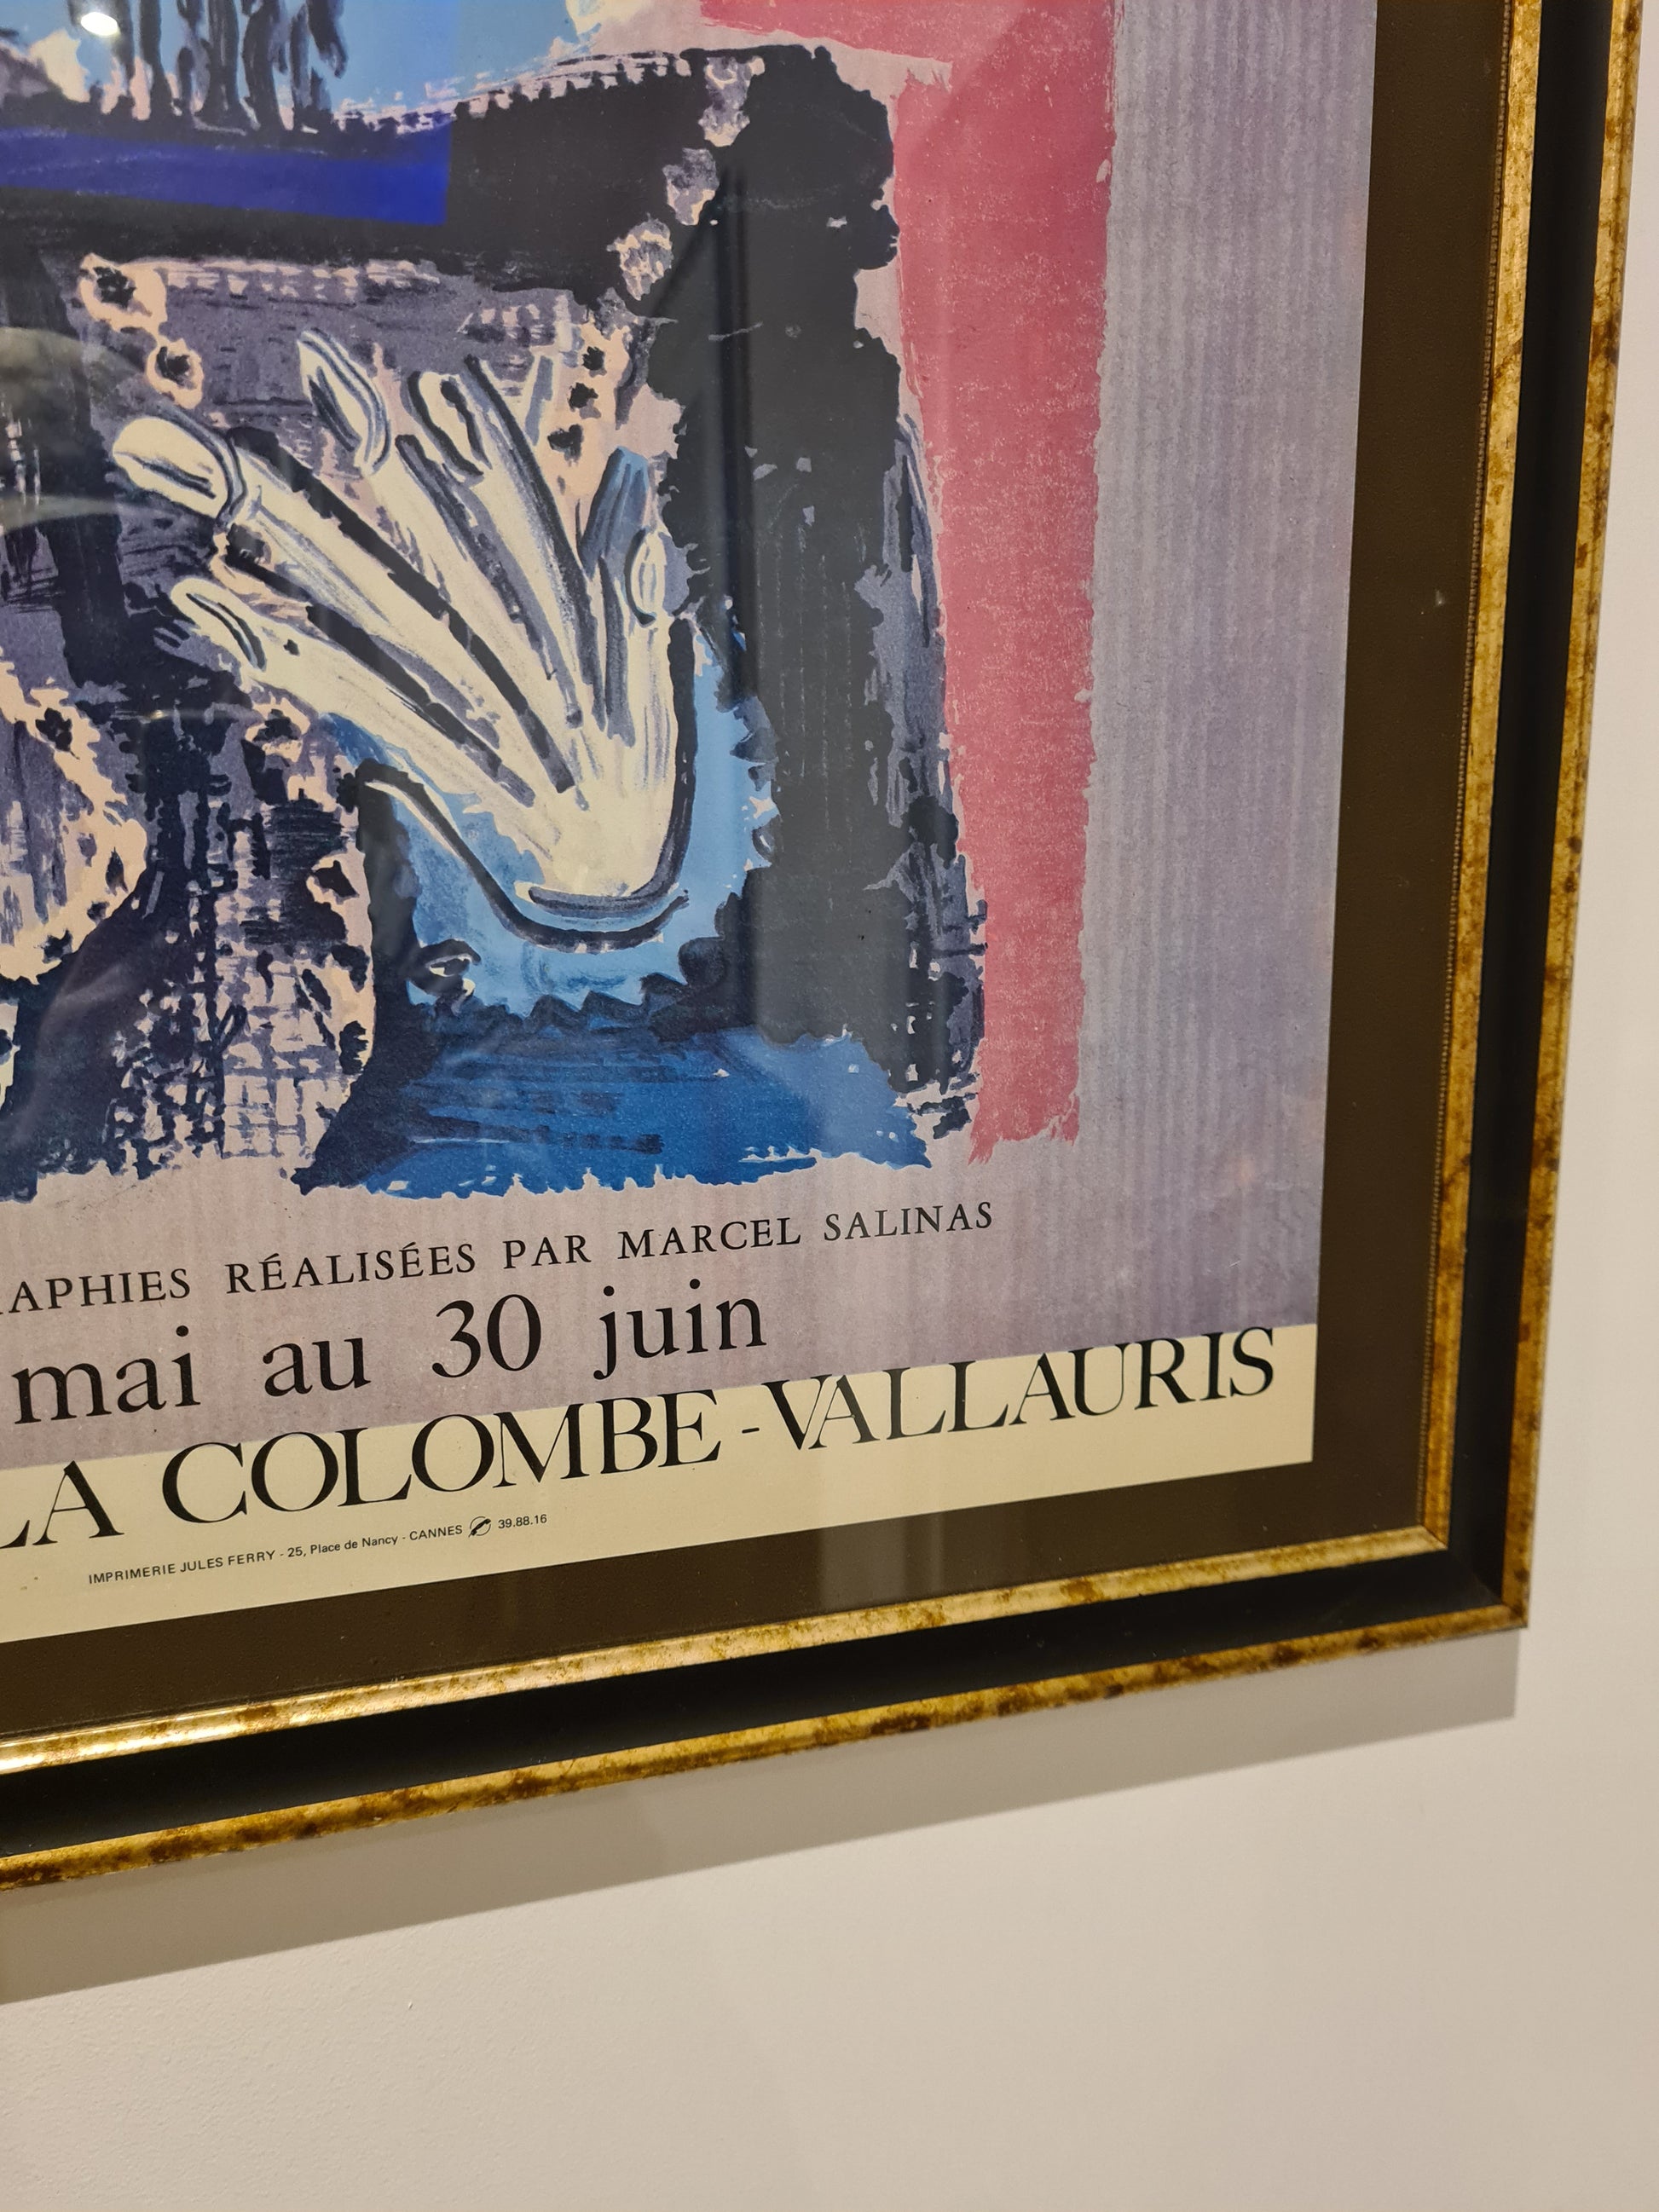 RAPHIES RÉALISÉES PAR MARCEL SALINAS
mai au 30 juin
LA COLOMBE - VALLAURIS
IMPRIMERIE JULES FERRY - 25, Place de Nancy - CANNES 39.88.16